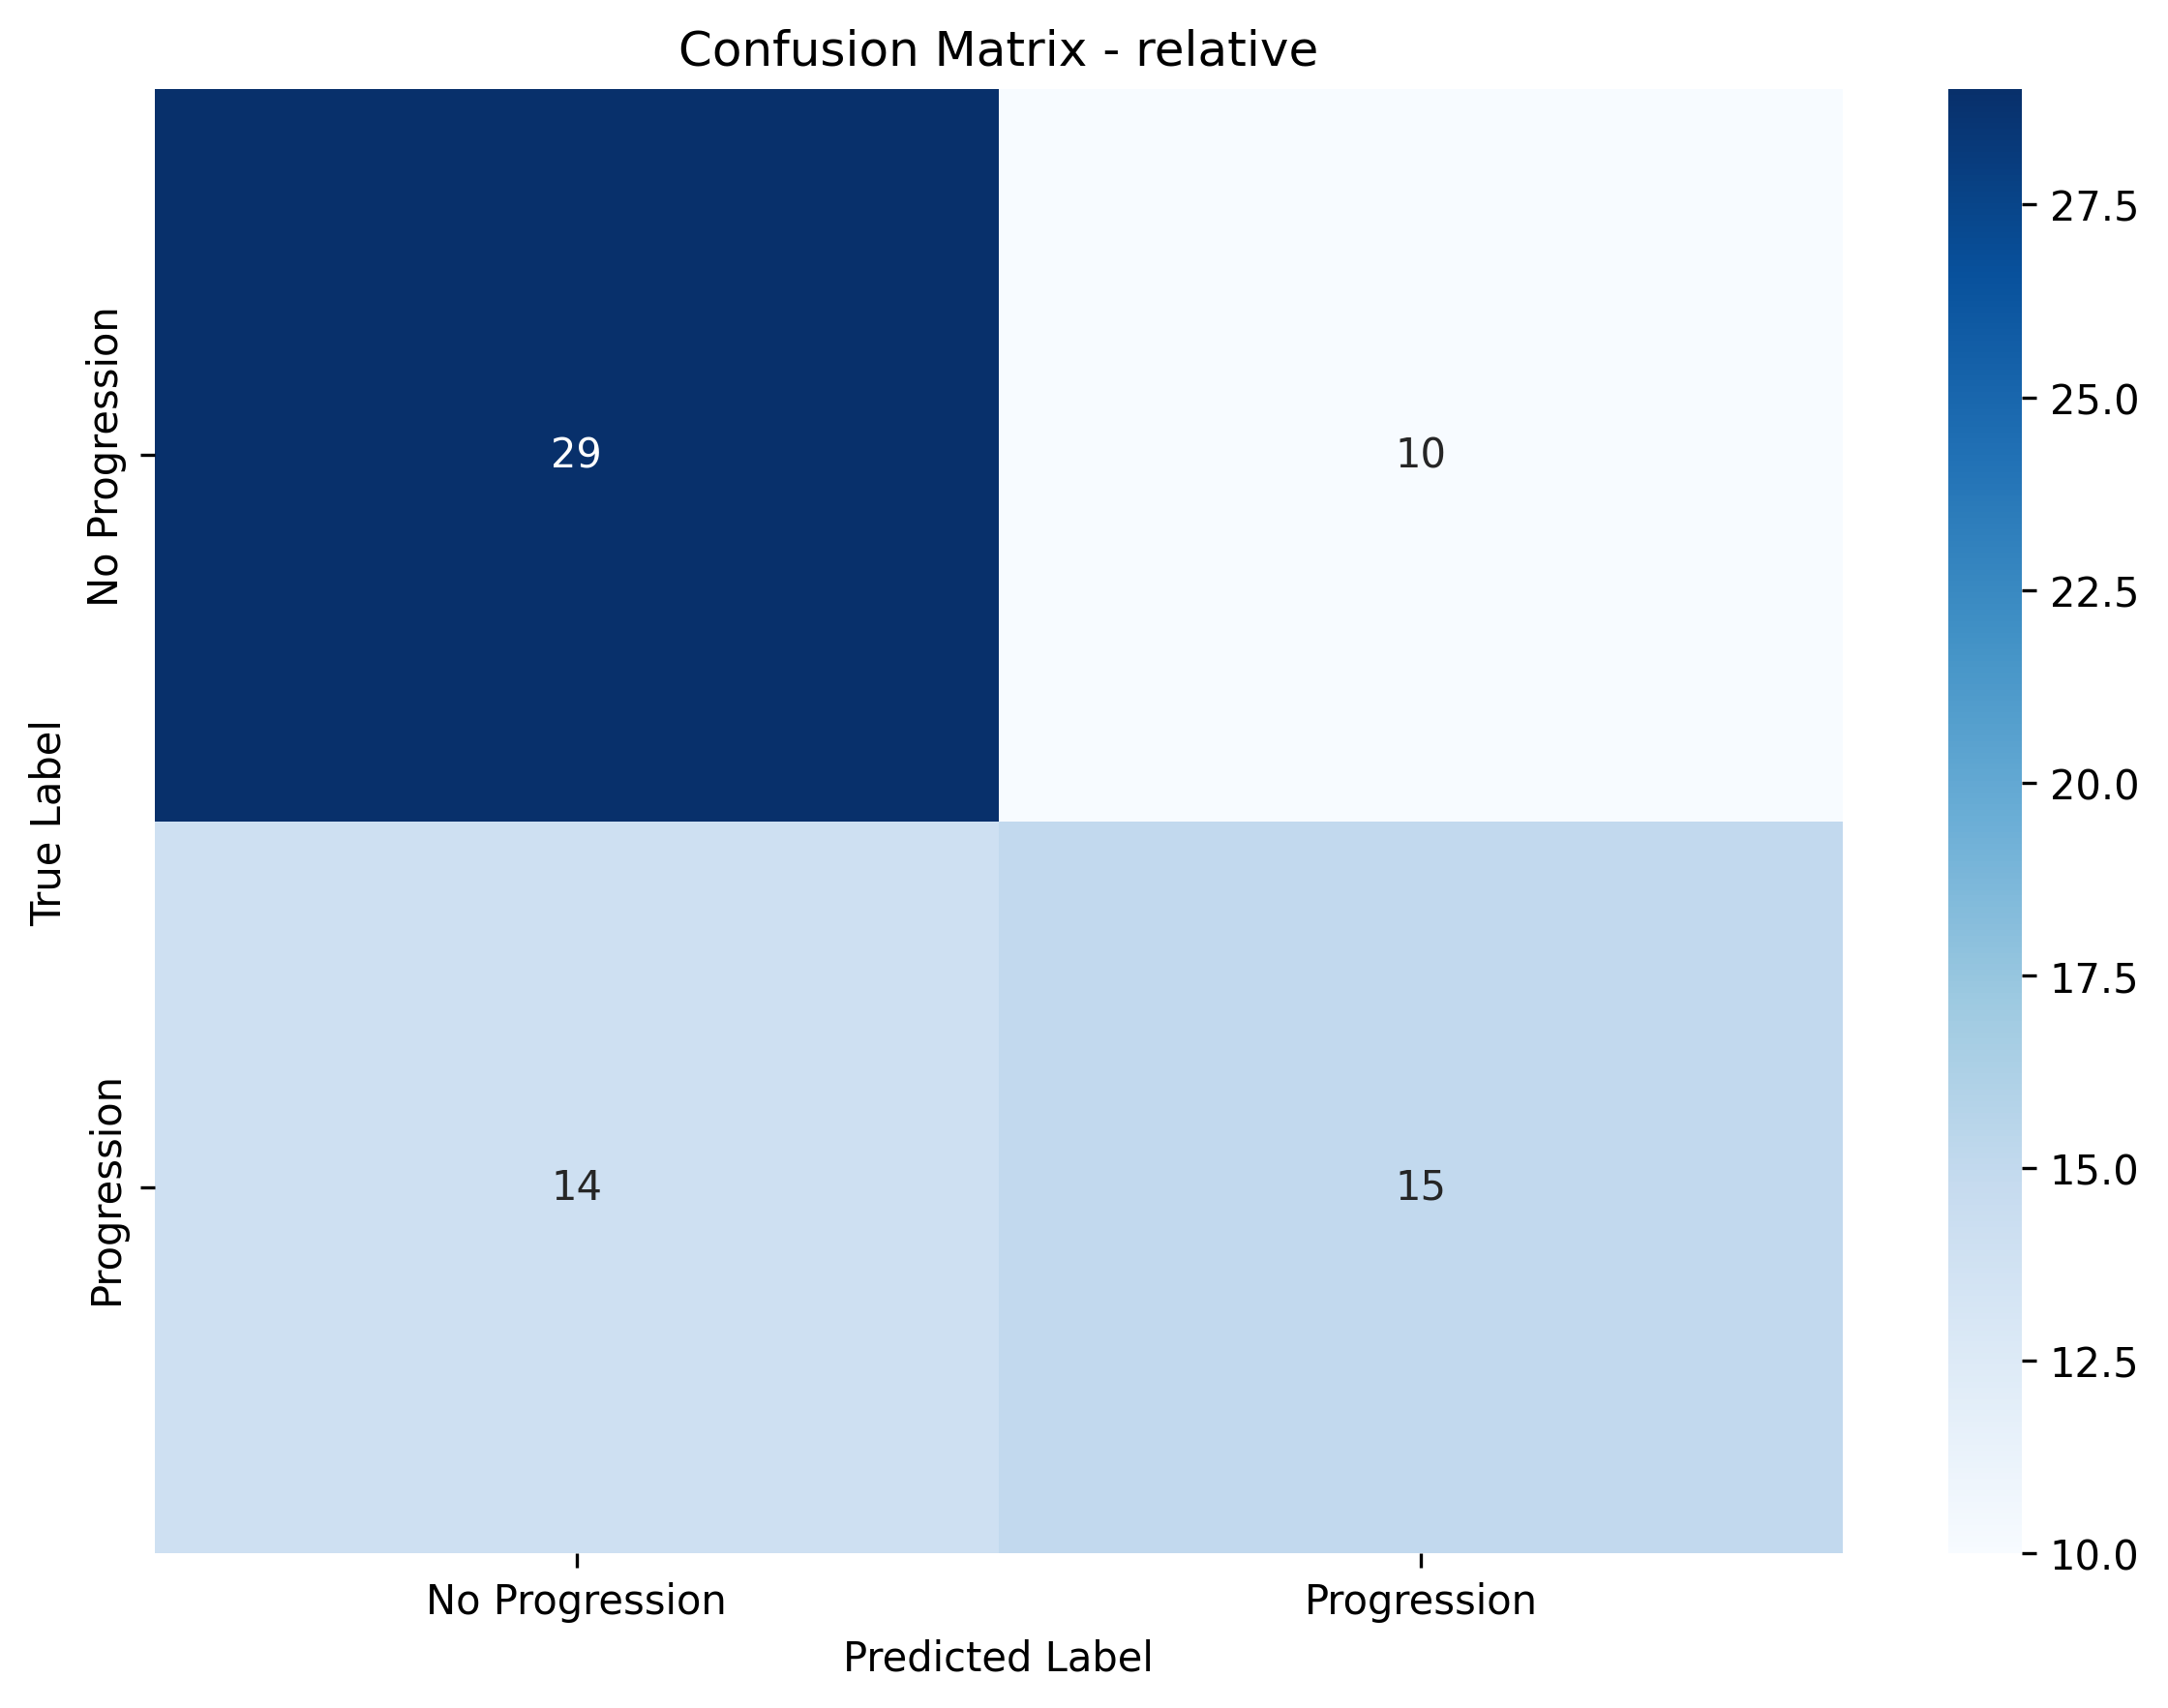 Confusion Matrix - relative
True Label
No Progression
Progression
29
10
14
15
No Progression
Progression
Predicted Label
27.5
25.0
22.5
20.0
17.5
15.0
12.5
10.0